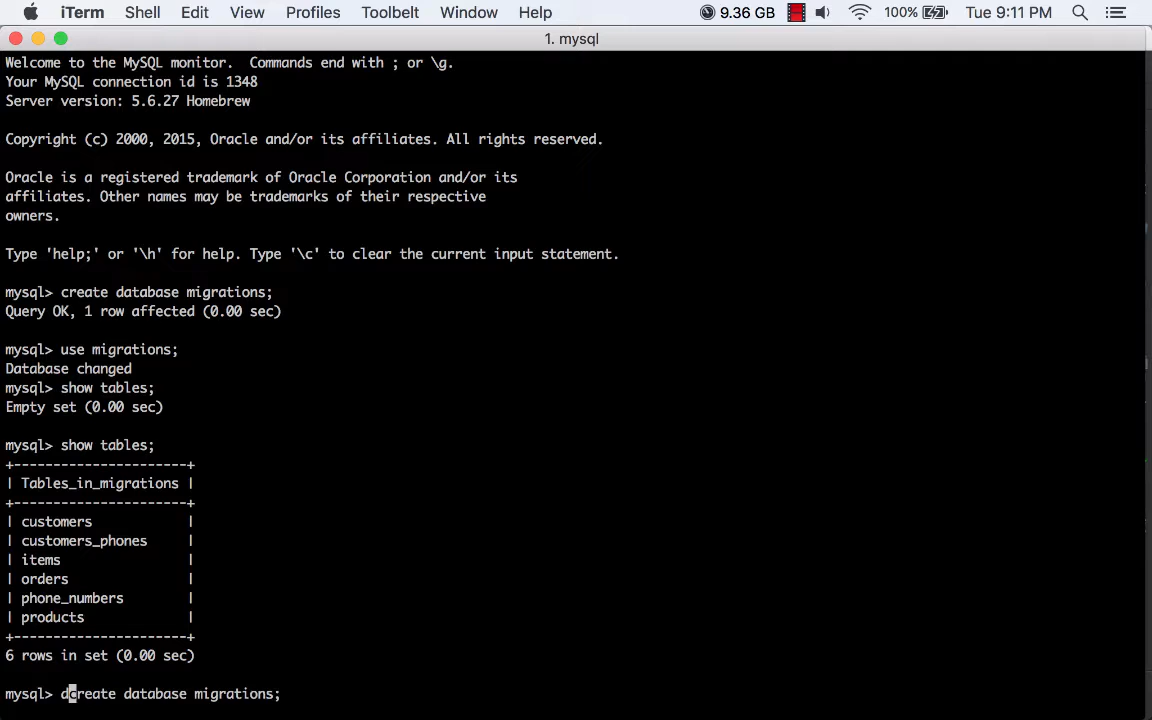 iTerm Shell Edit View Profiles Toolbelt Window Help 9.36 GB 100% Tue 9:11 PM
1. mysql
Welcome to the MySQL monitor.  Commands end with ; or \g.
Your MySQL connection id is 1348
Server version: 5.6.27 Homebrew
Copyright (c) 2000, 2015, Oracle and/or its affiliates. All rights reserved.
Oracle is a registered trademark of Oracle Corporation and/or its
affiliates. Other names may be trademarks of their respective
owners.
Type 'help;' or '\h' for help. Type '\c' to clear the current input statement.
mysql> create database migrations;
Query OK, 1 row affected (0.00 sec)
mysql> use migrations;
Database changed
mysql> show tables;
Empty set (0.00 sec)
mysql> show tables;
+----------------------+
| Tables_in_migrations |
+----------------------+
| customers            |
| customers_phones     |
| items                |
| orders               |
| phone_numbers        |
| products             |
+----------------------+
6 rows in set (0.00 sec)
mysql> dcreate database migrations;